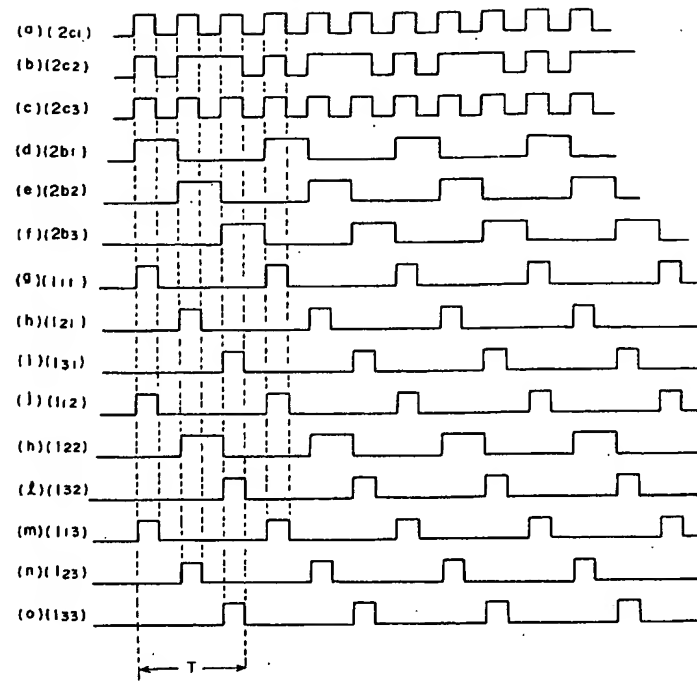 (a)(2c1)
(b)(2c2)
(c)(2c3)
(d)(2b1)
(e)(2b2)
(f)(2b3)
(g)(111)
(h)(121)
(i)(131)
(j)(112)
(h)(122)
(l)(132)
(m)(113)
(n)(123)
(o)(133)
T